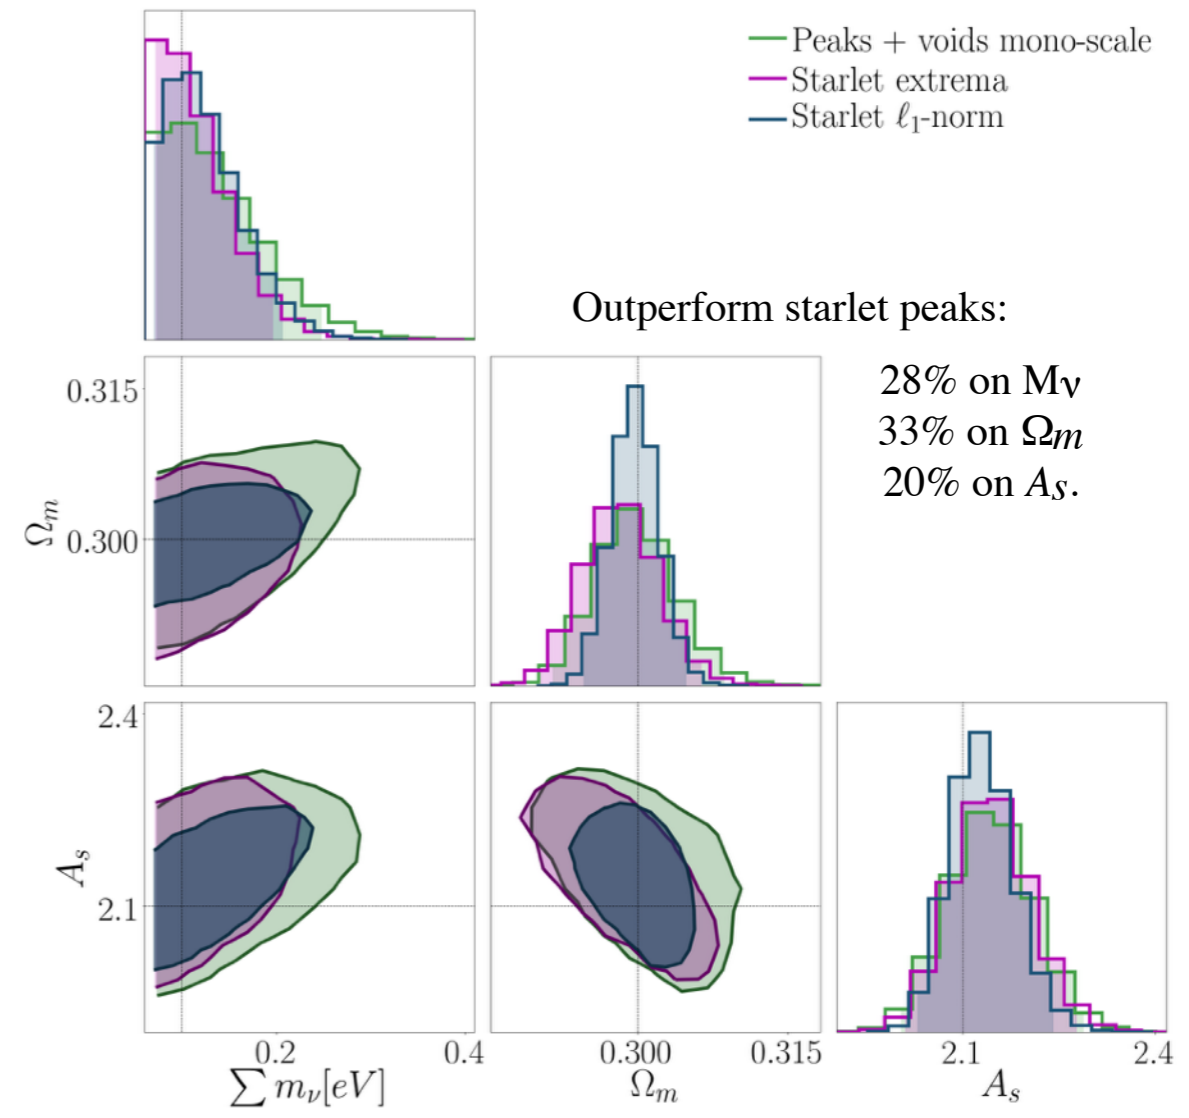 Peaks + voids mono-scale
Starlet extrema
Starlet ℓ₁-norm
Outperform starlet peaks:
28% on Mν
33% on Ωm
20% on As.
0.315
0.300
Ωm
2.4
2.1
As
0.2
0.4
∑ mν[eV]
0.300
0.315
Ωm
2.1
2.4
As